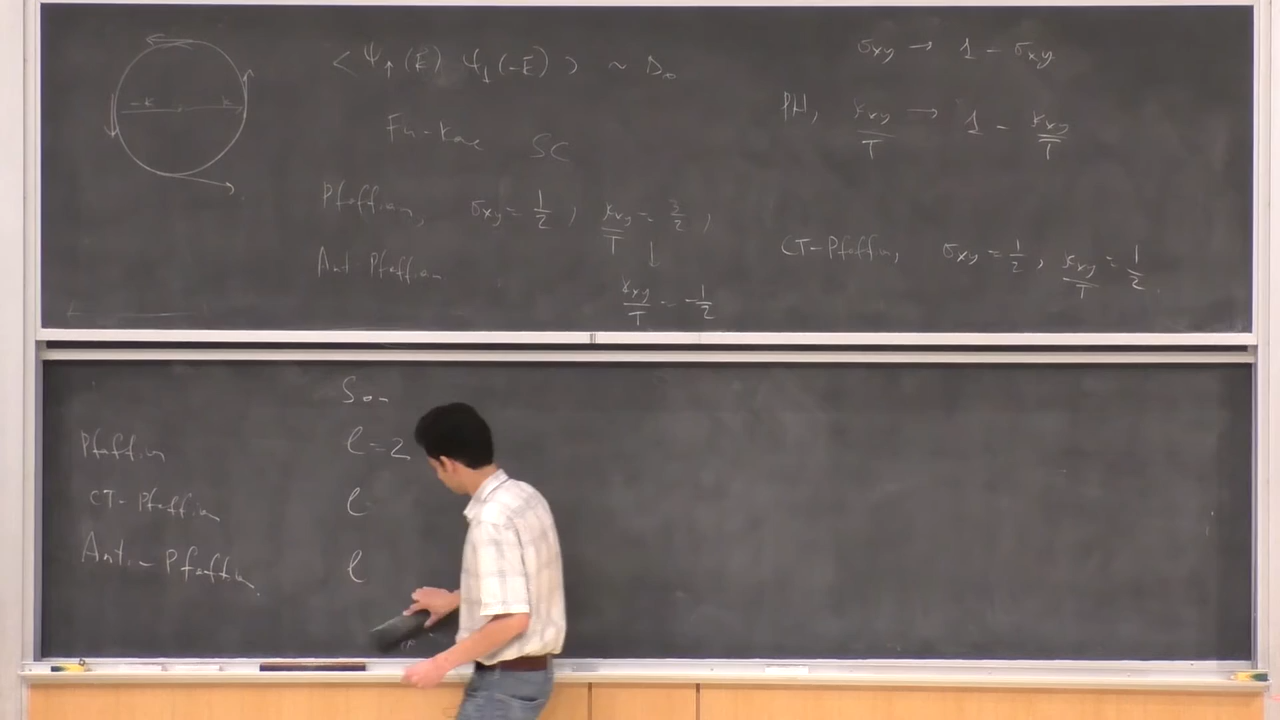 -k k
< Ψ↑(k) Ψ↓(-k) > ~ Δ₀
Fu-Kane SC
Pfaffian, σxy = 1/2, κxy/T = 3/2,
↓
Anti-Pfaffian κxy/T = -1/2
σxy → 1 - σxy
PH, κxy/T → 1 - κxy/T
CT-Pfaffian, σxy = 1/2, κxy/T = 1/2
Son
Pfaffian ℓ = 2
CT-Pfaffian ℓ
Anti-Pfaffian ℓ